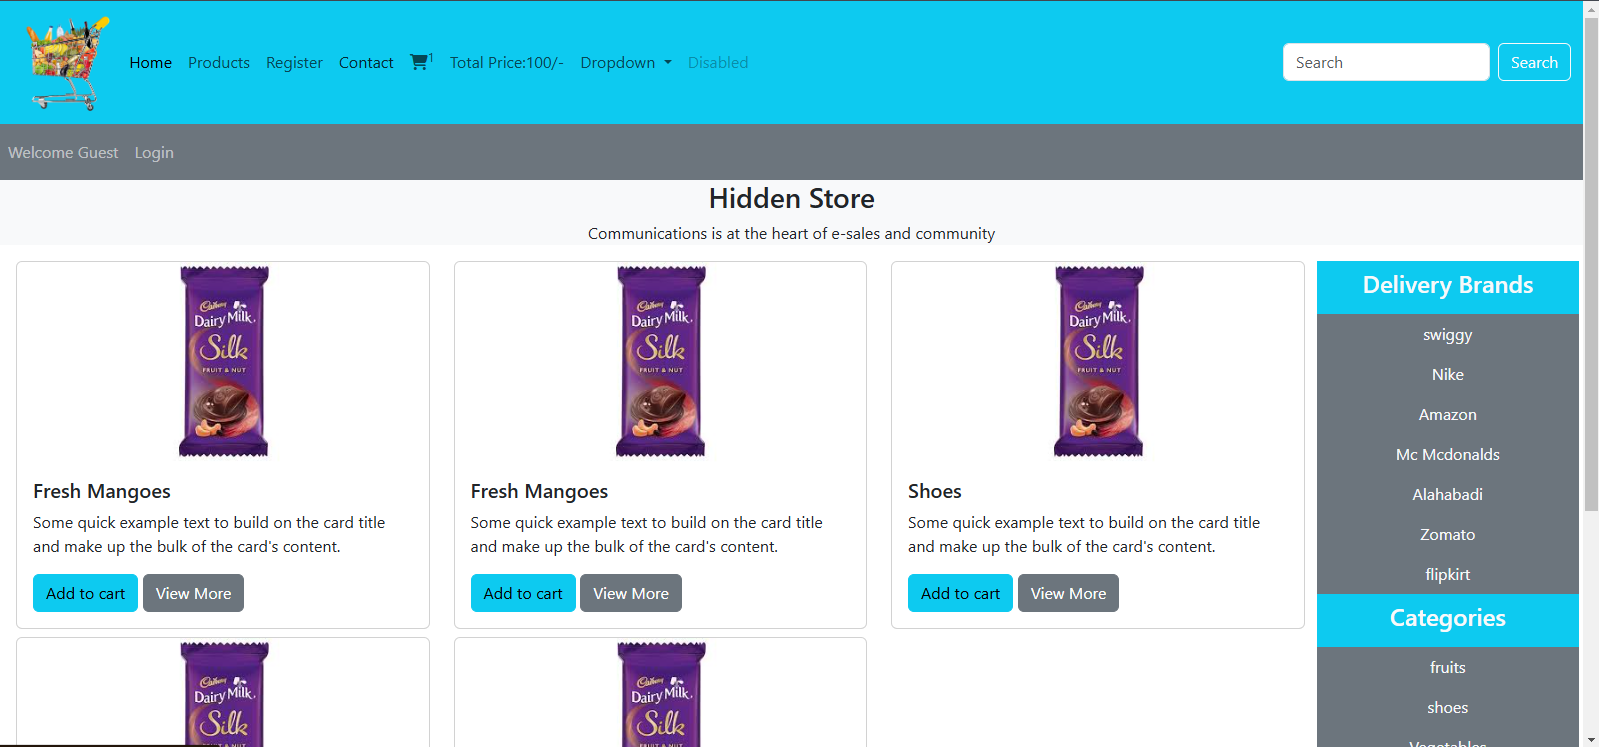 Home Products Register Contact 1 Total Price:100/- Dropdown Disabled Search Search
Welcome Guest Login
Hidden Store
Communications is at the heart of e-sales and community
Cadbury
Dairy Milk
Silk
FRUIT & NUT
Fresh Mangoes
Some quick example text to build on the card title
and make up the bulk of the card's content.
Add to cart View More
Cadbury
Dairy Milk
Silk
FRUIT & NUT
Fresh Mangoes
Some quick example text to build on the card title
and make up the bulk of the card's content.
Add to cart View More
Cadbury
Dairy Milk
Silk
FRUIT & NUT
Shoes
Some quick example text to build on the card title
and make up the bulk of the card's content.
Add to cart View More
Cadbury
Dairy Milk
Silk
FRUIT & NUT
Cadbury
Dairy Milk
Silk
FRUIT & NUT
Delivery Brands
swiggy
Nike
Amazon
Mc Mcdonalds
Alahabadi
Zomato
flipkirt
Categories
fruits
shoes
Vegetables